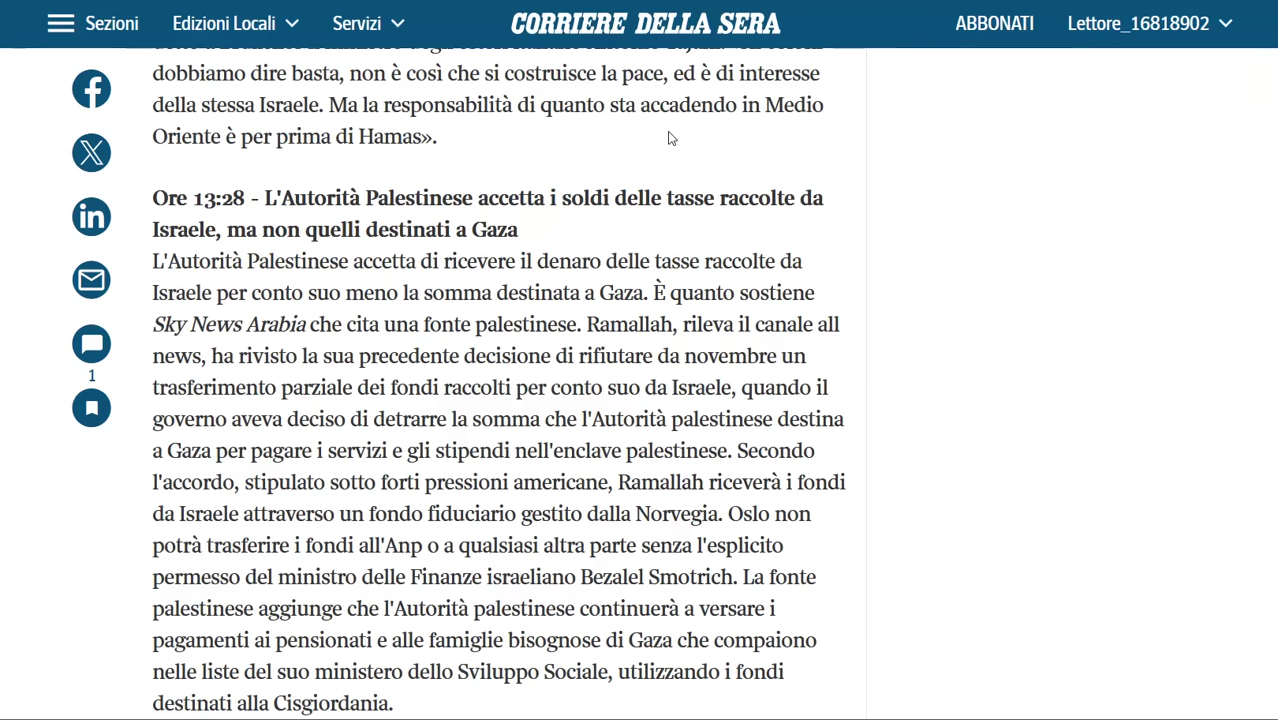 Sezioni Edizioni Locali Servizi CORRIERE DELLA SERA ABBONATI Lettore_16818902
dobbiamo dire basta, non è così che si costruisce la pace, ed è di interesse
della stessa Israele. Ma la responsabilità di quanto sta accadendo in Medio
Oriente è per prima di Hamas».
Ore 13:28 - L'Autorità Palestinese accetta i soldi delle tasse raccolte da
Israele, ma non quelli destinati a Gaza
L'Autorità Palestinese accetta di ricevere il denaro delle tasse raccolte da
Israele per conto suo meno la somma destinata a Gaza. È quanto sostiene
Sky News Arabia che cita una fonte palestinese. Ramallah, rileva il canale all
news, ha rivisto la sua precedente decisione di rifiutare da novembre un
trasferimento parziale dei fondi raccolti per conto suo da Israele, quando il
governo aveva deciso di detrarre la somma che l'Autorità palestinese destina
a Gaza per pagare i servizi e gli stipendi nell'enclave palestinese. Secondo
l'accordo, stipulato sotto forti pressioni americane, Ramallah riceverà i fondi
da Israele attraverso un fondo fiduciario gestito dalla Norvegia. Oslo non
potrà trasferire i fondi all'Anp o a qualsiasi altra parte senza l'esplicito
permesso del ministro delle Finanze israeliano Bezalel Smotrich. La fonte
palestinese aggiunge che l'Autorità palestinese continuerà a versare i
pagamenti ai pensionati e alle famiglie bisognose di Gaza che compaiono
nelle liste del suo ministero dello Sviluppo Sociale, utilizzando i fondi
destinati alla Cisgiordania.
1